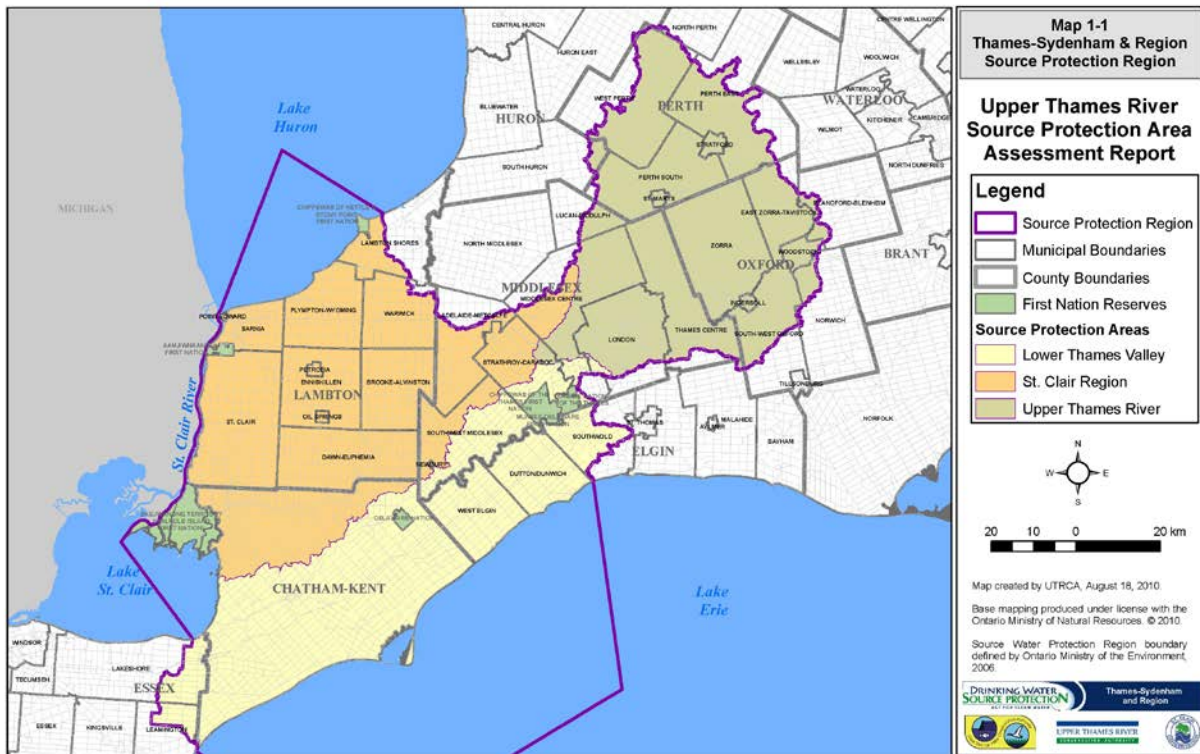 Map 1-1
Thames-Sydenham & Region
Source Protection Region
Upper Thames River
Source Protection Area
Assessment Report
Legend
Source Protection Region
Municipal Boundaries
County Boundaries
First Nation Reserves
Source Protection Areas
Lower Thames Valley
St. Clair Region
Upper Thames River
N
W
E
S
20
0
20 km
Map created by UTRCA, August 18, 2010.
Base mapping produced under license with the
Ontario Ministry of Natural Resources. © 2010.
Source Water Protection Region boundary
defined by Ontario Ministry of the Environment,
2006.
DRINKING WATER
SOURCE PROTECTION
Thames-Sydenham
and Region
UPPER THAMES RIVER
CENTRAL HURON
NORTH PERTH
CENTRE WELLINGTON
HURON EAST
WELLESLEY
WOOLWICH
Lake
Huron
WEST PERTH
PERTH EAST
PERTH
WATERLOO
WATERLOO
BLUEWATER
HURON
KITCHENER
CAMBRIDGE
WILMOT
STRATFORD
SOUTH HURON
NORTH DUMFRIES
PERTH SOUTH
MICHIGAN
ST. MARYS
EAST ZORRA-TAVISTOCK
LAMBTON SHORES
NORTH MIDDLESEX
ZORRA
WOODSTOCK
OXFORD
BRANT
MIDDLESEX
MIDDLESEX CENTRE
INGERSOLL
PLYMPTON-WYOMING
WARWICK
SARNIA
THAMES CENTRE
SOUTH-WEST OXFORD
NORWICH
LONDON
STRATHROY-CARADOC
PETROLIA
ENNISKILLEN
BROOKE-ALVINSTON
TILLSONBURG
LAMBTON
St. Clair River
ST. CLAIR
OIL SPRINGS
MALAHIDE
NORFOLK
AYLMER
SOUTHWEST MIDDLESEX
SOUTHWOLD
BAYHAM
ELGIN
DAWN-EUPHEMIA
DUTTON/DUNWICH
WEST ELGIN
Lake
St. Clair
CHATHAM-KENT
Lake
Erie
WINDSOR
LAKESHORE
TECUMSEH
ESSEX
ESSEX
KINGSVILLE
LEAMINGTON